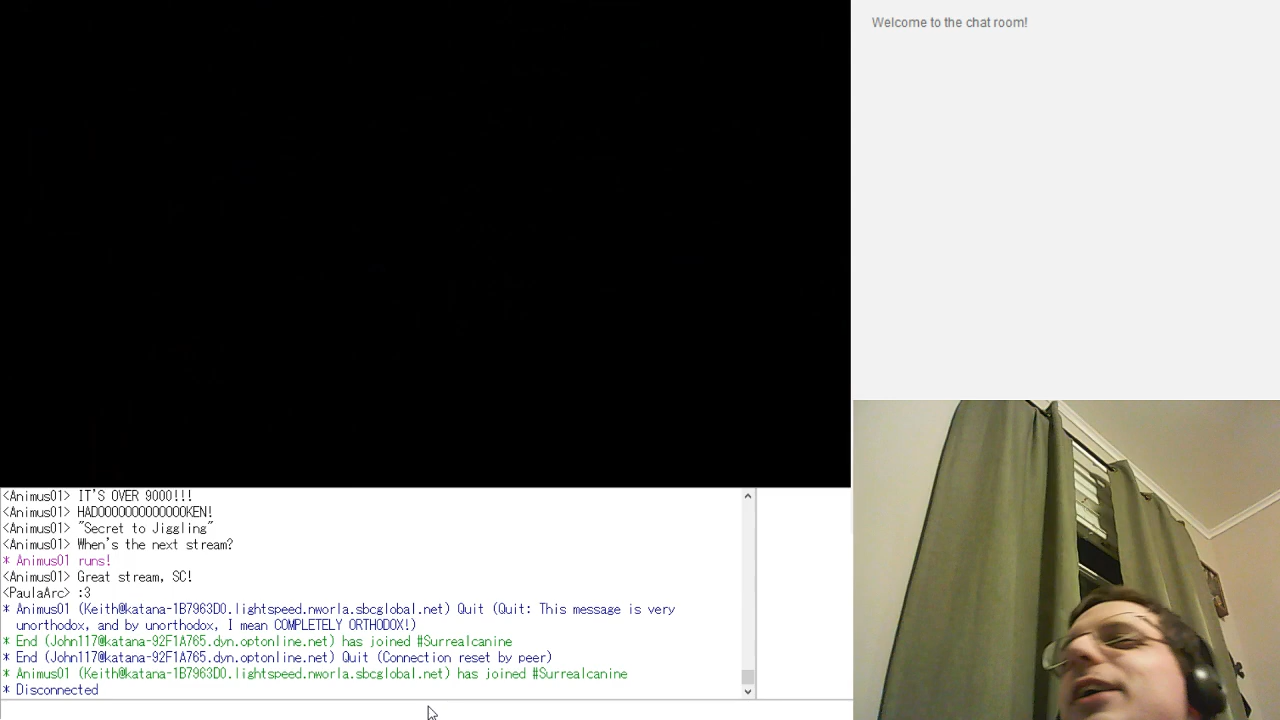 Welcome to the chat room!
<Animus01> IT'S OVER 9000!!!
<Animus01> HADOOOOOOOOOOOOOKEN!
<Animus01> "Secret to Jiggling"
<Animus01> When's the next stream?
* Animus01 runs!
<Animus01> Great stream, SC!
<PaulaArc> :3
* Animus01 (Keith@katana-1B7963D0.lightspeed.nworla.sbcglobal.net) Quit (Quit: This message is very
unorthodox, and by unorthodox, I mean COMPLETELY ORTHODOX!)
* End (John117@katana-92F1A765.dyn.optonline.net) has joined #Surrealcanine
* End (John117@katana-92F1A765.dyn.optonline.net) Quit (Connection reset by peer)
* Animus01 (Keith@katana-1B7963D0.lightspeed.nworla.sbcglobal.net) has joined #Surrealcanine
* Disconnected